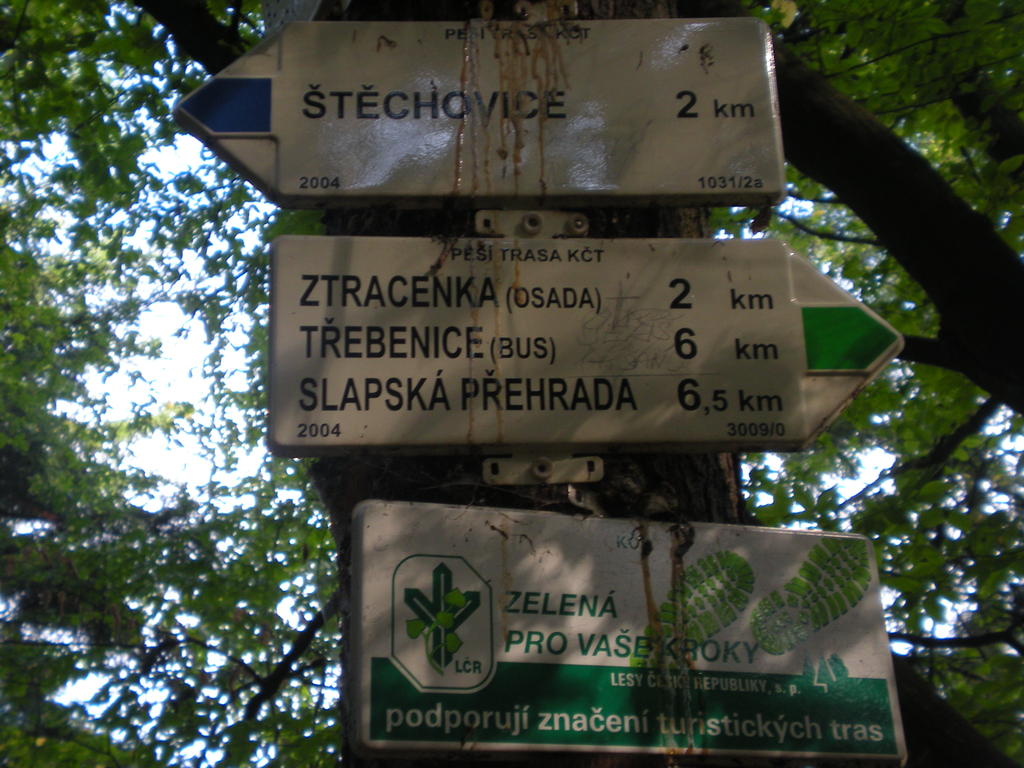 PĚŠÍ TRASA KČT
ŠTĚCHOVICE 2 km
2004 1031/2a
PĚŠÍ TRASA KČT
ZTRACENKA (OSADA) 2 km
TŘEBENICE (BUS) 6 km
SLAPSKÁ PŘEHRADA 6,5 km
2004 3009/0
LČR
ZELENÁ
PRO VAŠE KROKY
LESY ČESKÉ REPUBLIKY, s. p.
podporují značení turistických tras